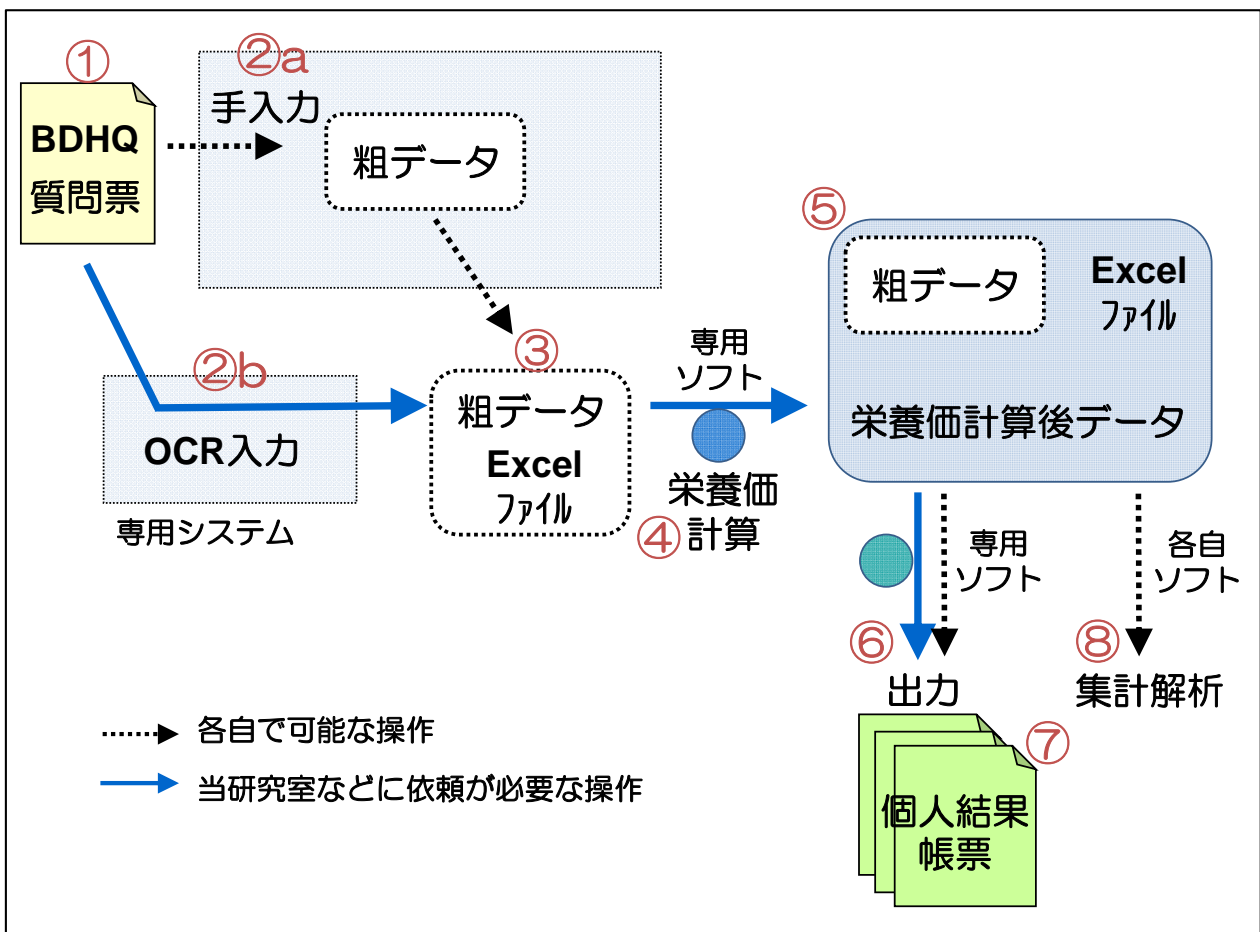 ①
BDHQ
質問票
②a
手入力
粗データ
②b
OCR入力
専用システム
③
粗データ
Excel
ﾌｧｲﾙ
専用
ソフト
栄養価
④計算
⑤
粗データ
Excel
ﾌｧｲﾙ
栄養価計算後データ
専用
ソフト
各自
ソフト
⑥
出力
⑧
集計解析
⑦
個人結果
帳票
各自で可能な操作
当研究室などに依頼が必要な操作